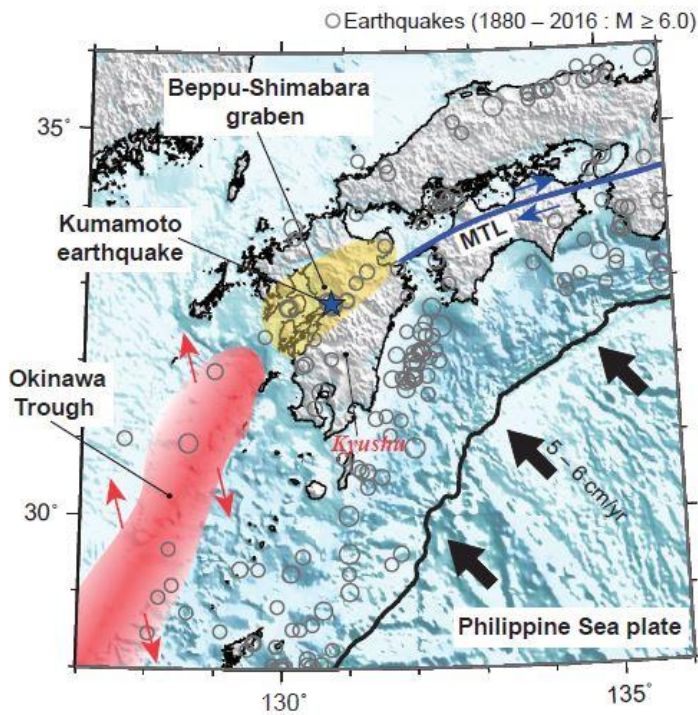 Earthquakes (1880 – 2016 : M ≥ 6.0)
Beppu-Shimabara
graben
35°
Kumamoto
earthquake
MTL
Okinawa
Trough
Kyushu
5 – 6 cm/yr
30°
Philippine Sea plate
130°
135°